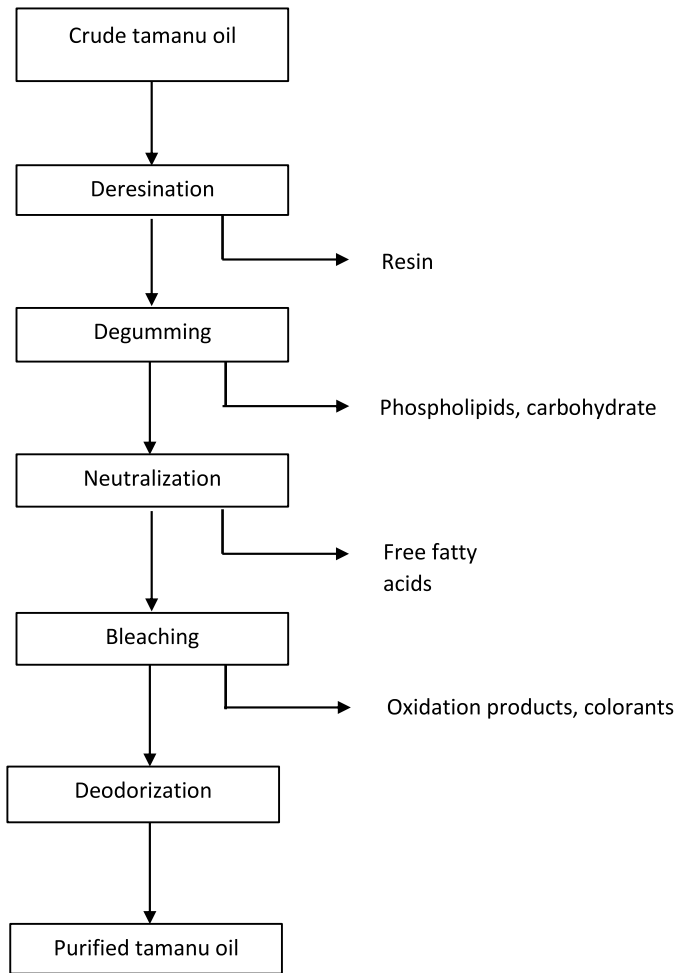 Crude tamanu oil
Deresination
Resin
Degumming
Phospholipids, carbohydrate
Neutralization
Free fatty
acids
Bleaching
Oxidation products, colorants
Deodorization
Purified tamanu oil